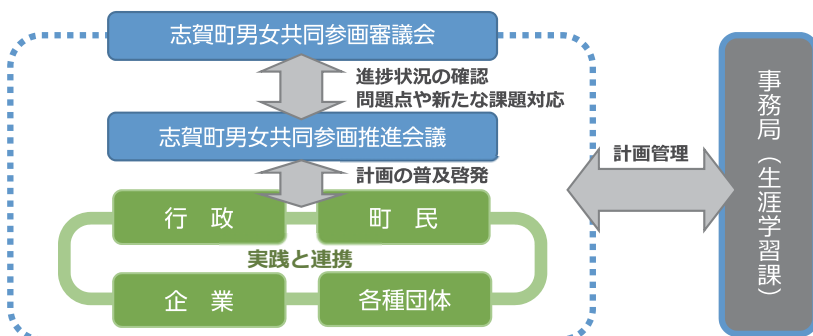 志賀町男女共同参画審議会
進捗状況の確認
問題点や新たな課題対応
志賀町男女共同参画推進会議
計画の普及啓発
行　政
町　民
実践と連携
企　業
各種団体
計画管理
事務局（生涯学習課）